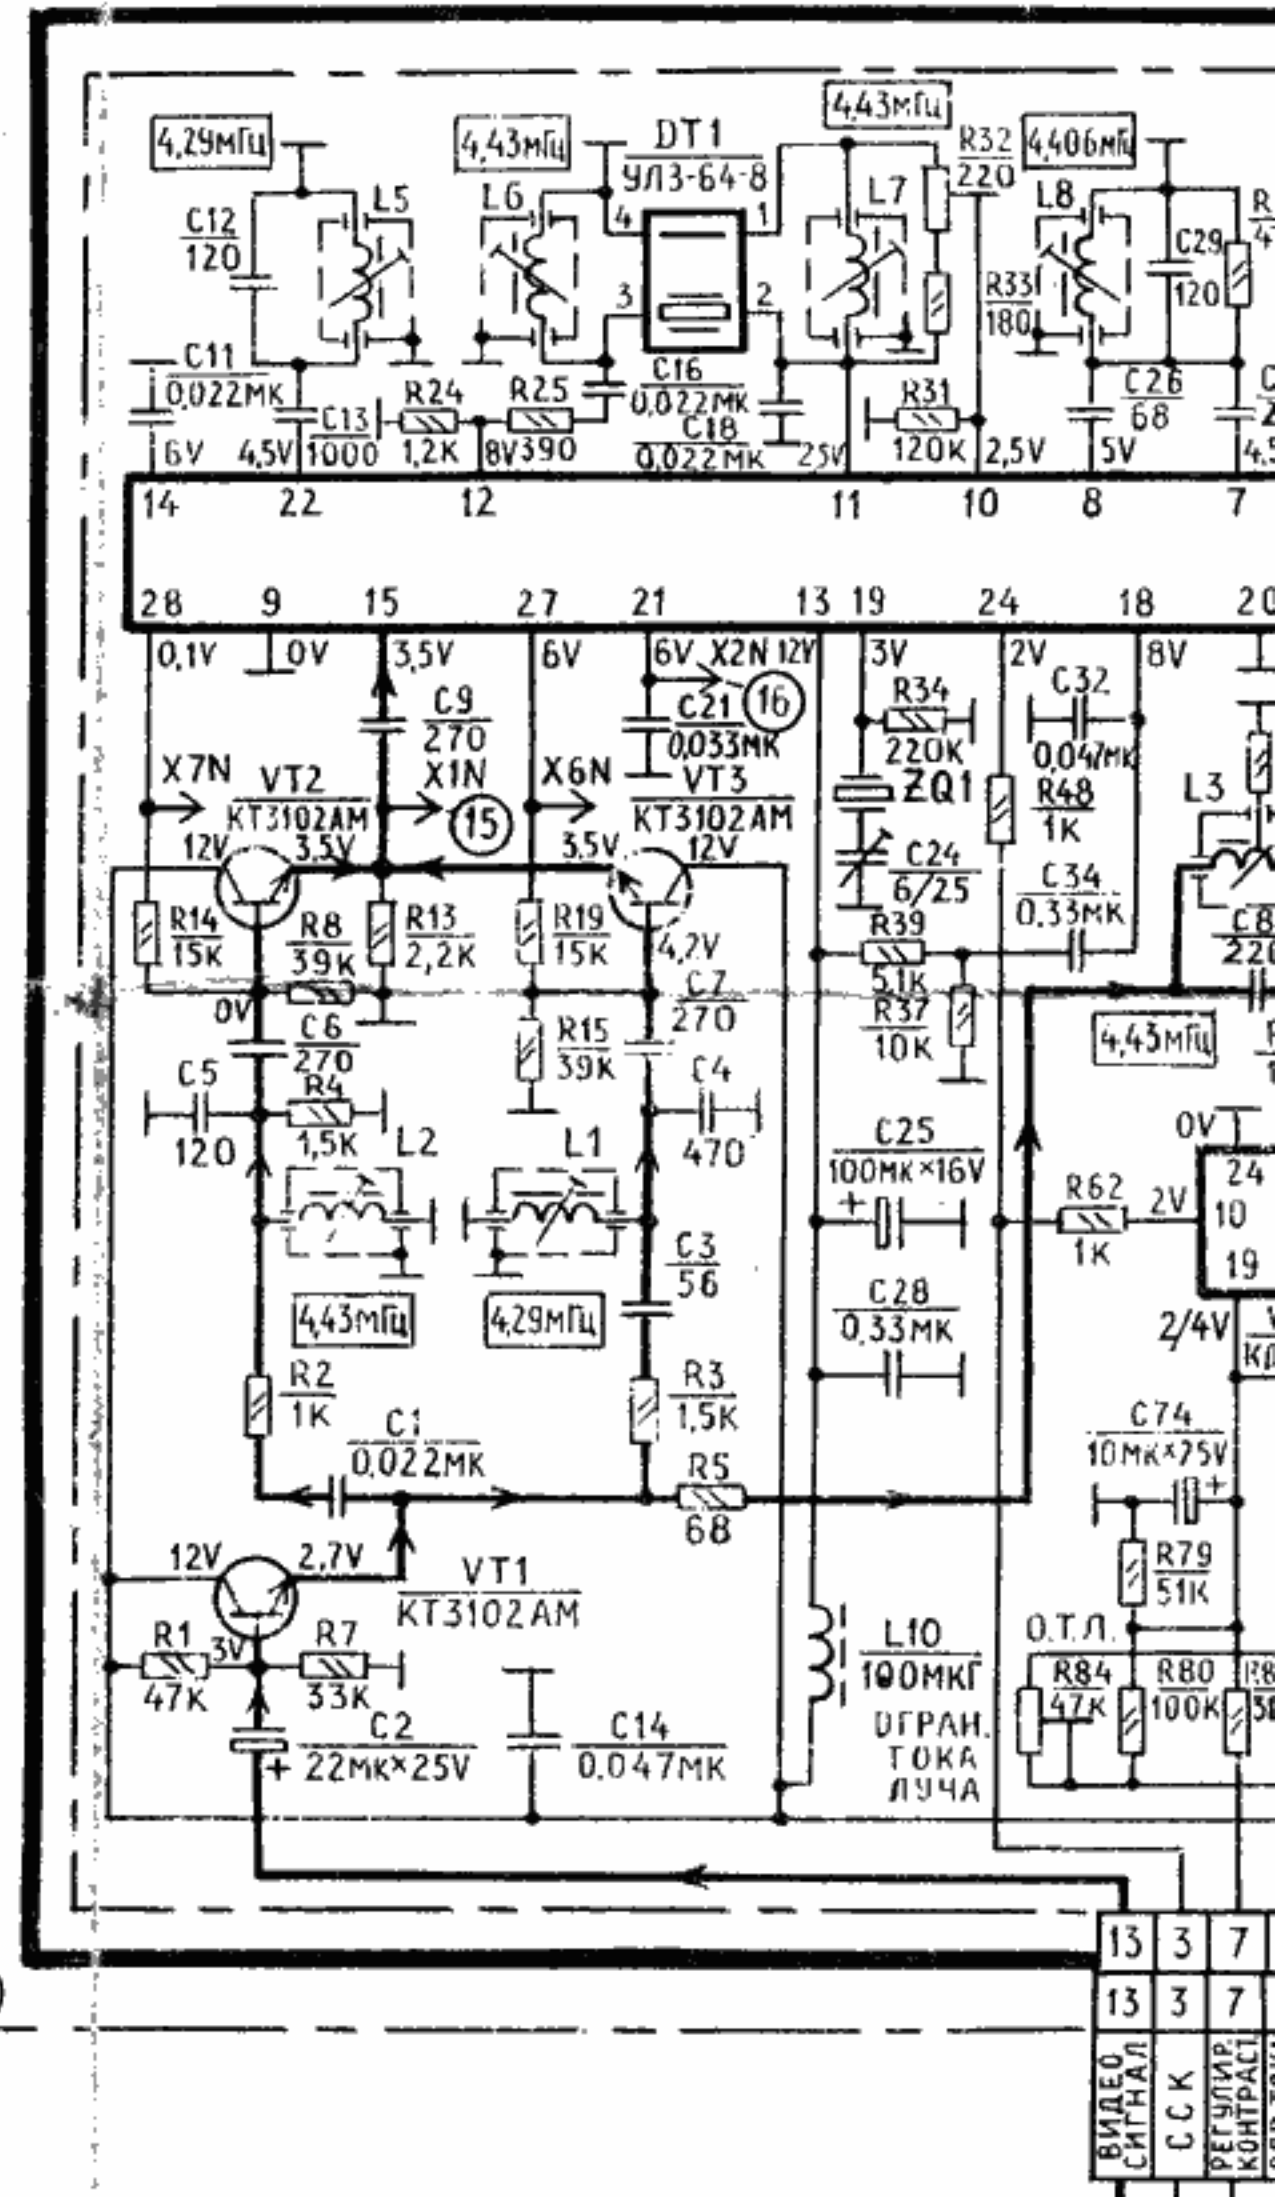 4,29мГц
4,43мГц
DT1
УЛЗ-64-8
4,43мГц
R32
220
4,406мГц
C12
120
L5
L6
4
1
3
2
L7
R33
180
L8
C29
120
C11
0,022МК
C13
1000
R24
1,2К
R25
390
C16
0,022МК
C18
0,022МК
R31
120К
C26
68
6V
4,5V
8V
25V
2,5V
5V
14
22
12
11
10
8
7
28
9
15
27
21
13
19
24
18
20
0,1V
0V
3,5V
6V
6V
X2N
12V
3V
2V
8V
C9
270
C21
0,033МК
16
R34
220К
C32
0,047МК
X7N
VT2
КТ3102АМ
X1N
15
X6N
VT3
КТ3102АМ
ZQ1
R48
1К
L3
12V
3,5V
3,5V
12V
C24
6/25
C34
0,33МК
R14
15К
R8
39К
R13
2,2К
R19
15К
4,2V
R39
5,1К
C8
220
0V
C6
270
R15
39К
C7
270
R37
10К
4,43мГц
C5
120
R4
1,5К
L2
L1
C4
470
C25
100МК×16V
0V
24
10
19
R62
1К
2V
4,43мГц
4,29мГц
C3
56
C28
0,33МК
2/4V
R2
1К
C1
0,022МК
R3
1,5К
R5
68
C74
10МК×25V
12V
2,7V
VT1
КТ3102АМ
R79
51К
R1
47К
3V
R7
33К
L10
100МКГ
О.Т.Л.
R84
47К
R80
100К
C2
22МК×25V
C14
0,047МК
ОГРАН.
ТОКА
ЛУЧА
13
3
7
13
3
7
ВИДЕО
СИГНАЛ
ССК
РЕГУЛИР.
КОНТРАСТ.